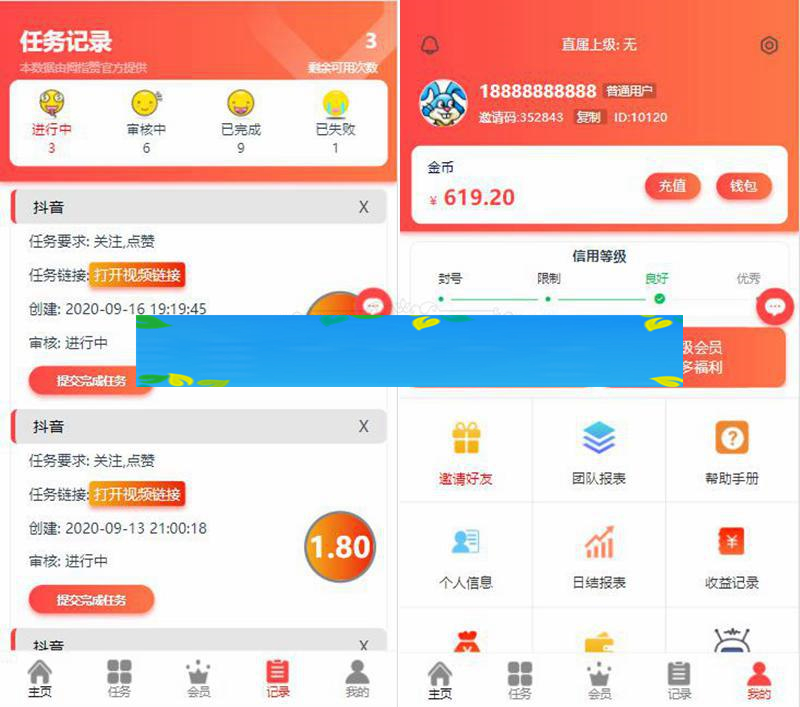 任务记录
3
本数据由拇指赞官方提供
剩余可用次数
进行中
审核中
已完成
已失败
3
6
9
1
抖音
X
任务要求: 关注,点赞
任务链接:打开视频链接
创建: 2020-09-16 19:19:45
审核: 进行中
提交完成任务
抖音
X
任务要求: 关注,点赞
任务链接:打开视频链接
创建: 2020-09-13 21:00:18
1.80
审核: 进行中
提交完成任务
抖音
X
主页
任务
会员
记录
我的
直属上级: 无
18888888888 普通用户
邀请码:352843 复制 ID:10120
金币
¥ 619.20
充值
钱包
信用等级
封号
限制
良好
优秀
级会员
多福利
邀请好友
团队报表
帮助手册
个人信息
日结报表
收益记录
主页
任务
会员
记录
我的